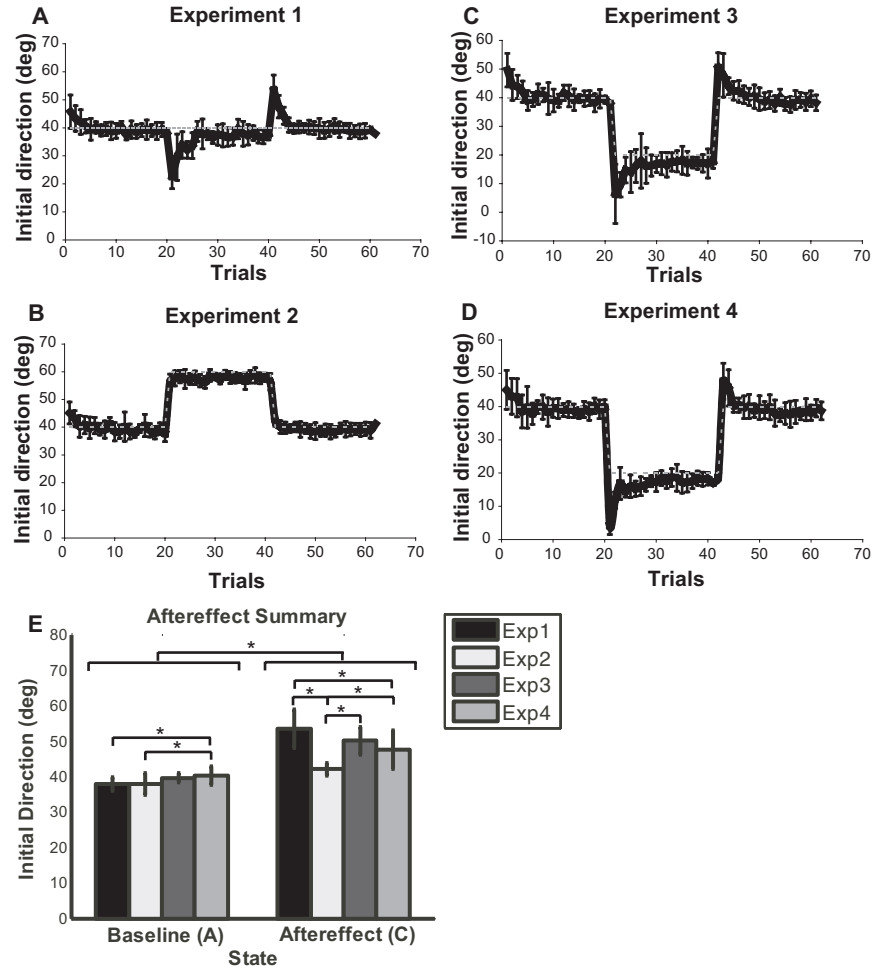 A
Experiment 1
Initial direction (deg)
70
60
50
40
30
20
10
0
0 10 20 30 40 50 60 70
Trials
C
Experiment 3
Initial direction (deg)
60
50
40
30
20
10
0
-10
0 10 20 30 40 50 60 70
Trials
B
Experiment 2
Initial direction (deg)
70
60
50
40
30
20
10
0
0 10 20 30 40 50 60 70
Trials
D
Experiment 4
Initial direction (deg)
60
50
40
30
20
10
0
0 10 20 30 40 50 60 70
Trials
E
Aftereffect Summary
Initial Direction (deg)
80
70
60
50
40
30
20
10
0
*
*
*
*
*
*
*
Baseline (A) Aftereffect (C)
State
Exp1
Exp2
Exp3
Exp4